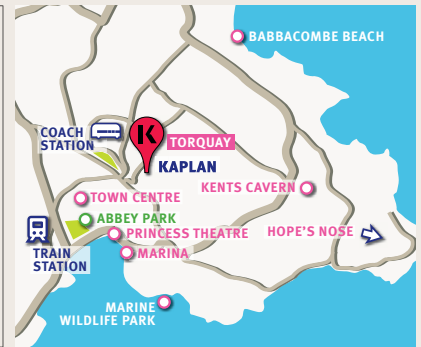 BABBACOMBE BEACH
COACH
STATION
K
TORQUAY
KAPLAN
KENTS CAVERN
TOWN CENTRE
ABBEY PARK
PRINCESS THEATRE
HOPE'S NOSE
TRAIN
STATION
MARINA
MARINE
WILDLIFE PARK